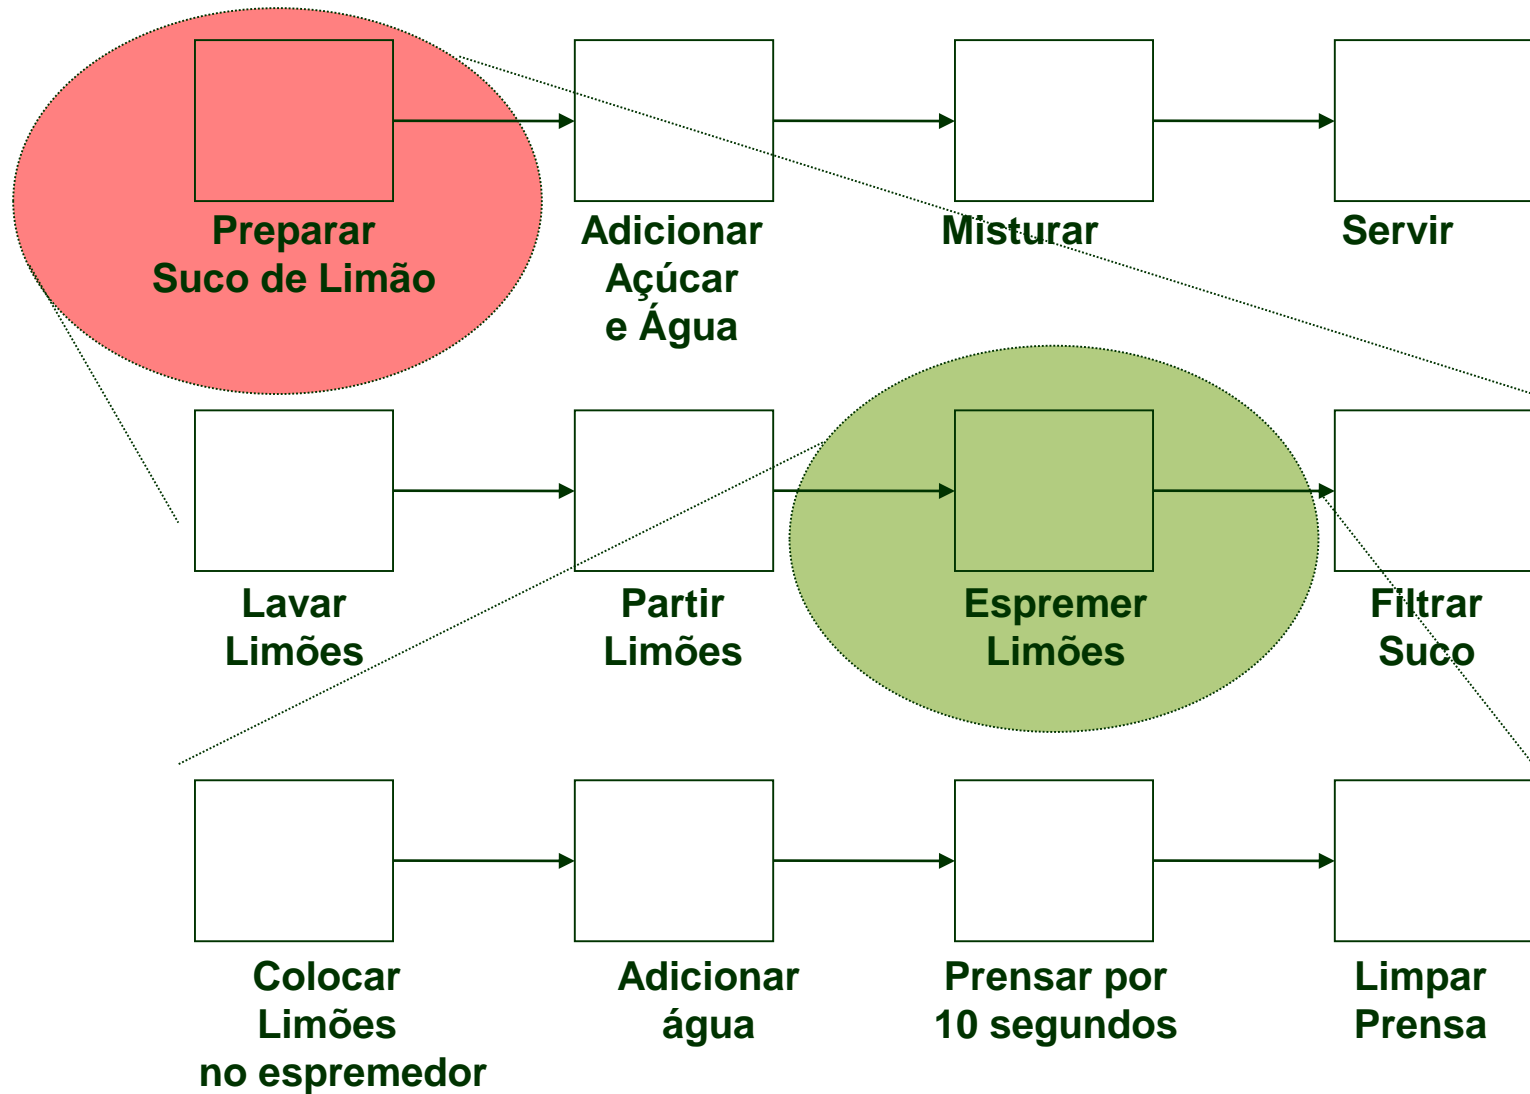 Preparar
Suco de Limão
Adicionar
Açúcar
e Água
Misturar
Servir
Lavar
Limões
Partir
Limões
Espremer
Limões
Filtrar
Suco
Colocar
Limões
no espremedor
Adicionar
água
Prensar por
10 segundos
Limpar
Prensa